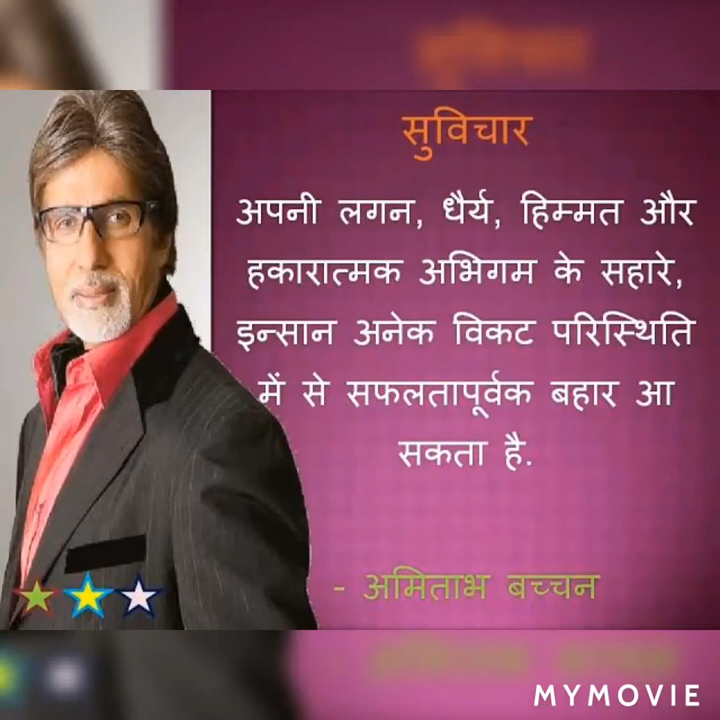 सुविचार
अपनी लगन, धैर्य, हिम्मत और
हकारात्मक अभिगम के सहारे,
इन्सान अनेक विकट परिस्थिति
में से सफलतापूर्वक बहार आ
सकता है.
- अमिताभ बच्चन
MYMOVIE